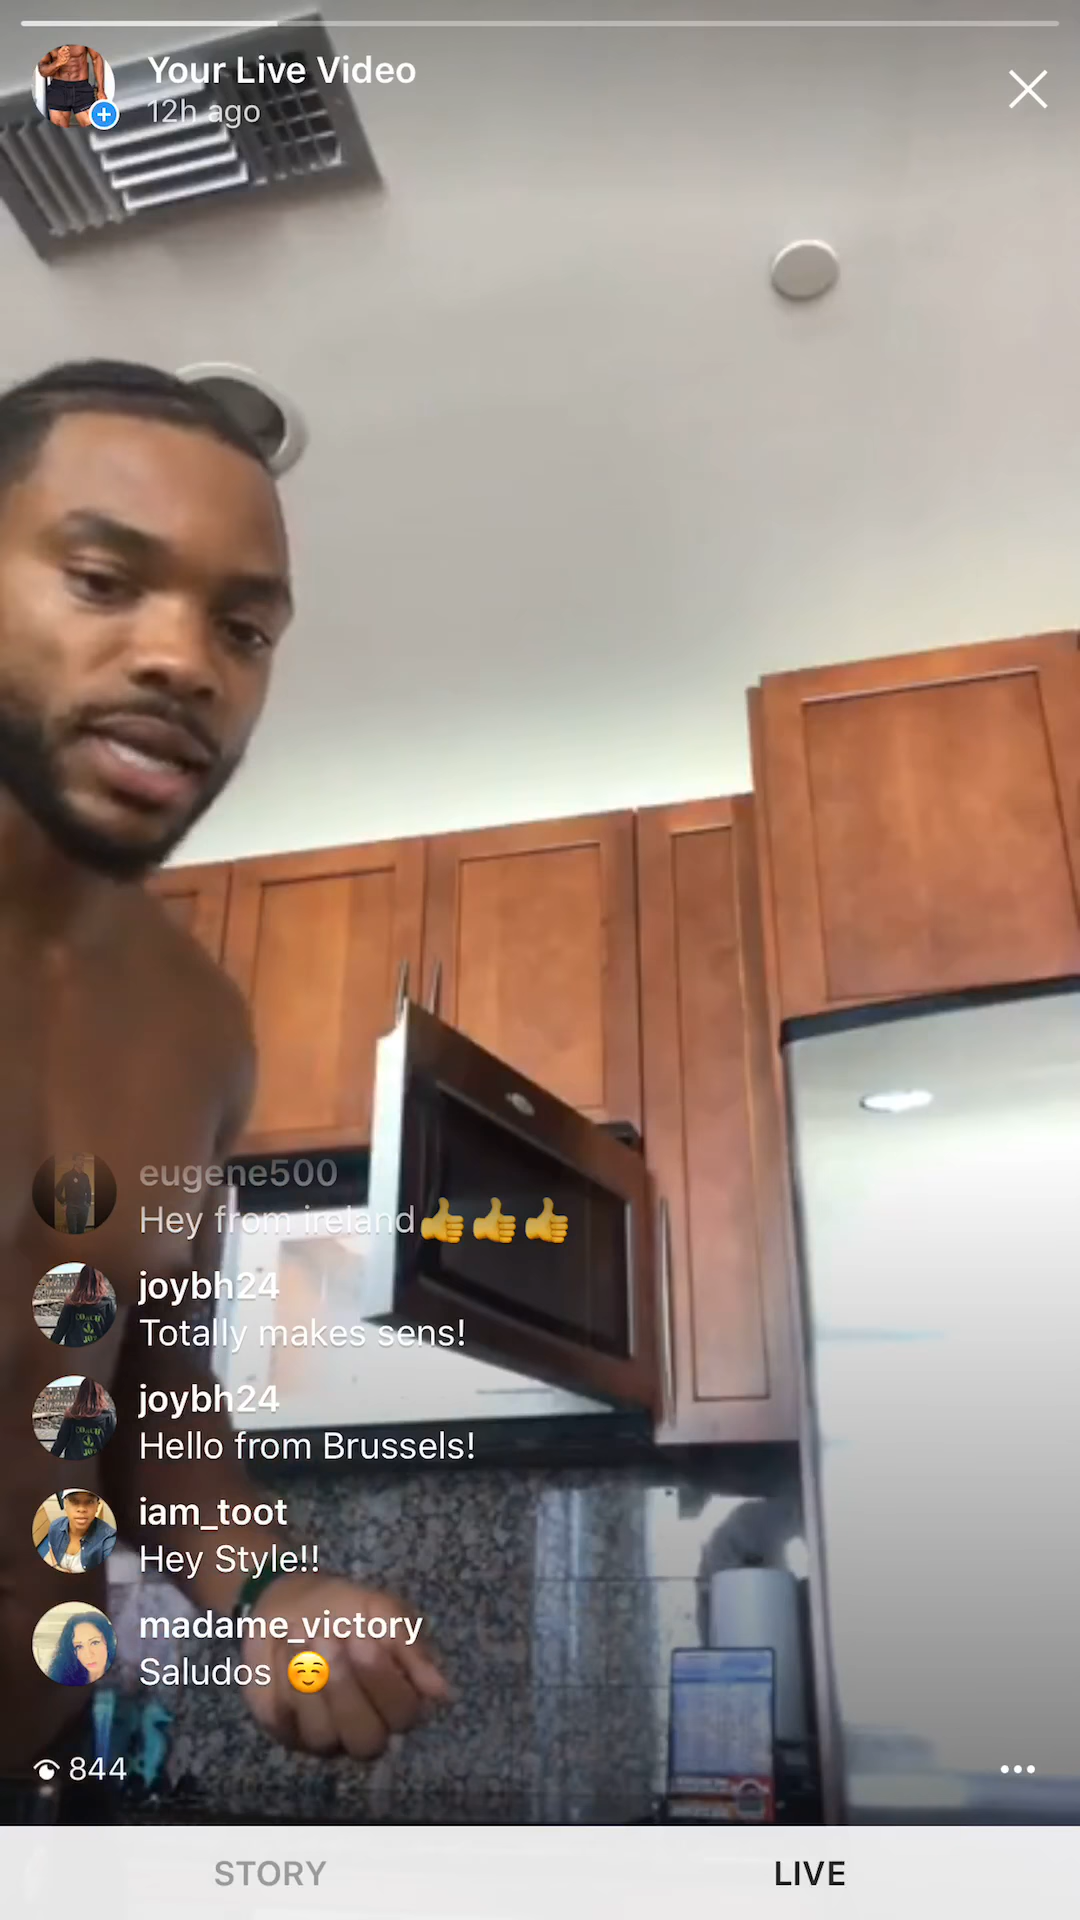 Your Live Video
12h ago
eugene500
Hey from ireland👍👍👍
joybh24
Totally makes sens!
joybh24
Hello from Brussels!
iam_toot
Hey Style!!
madame_victory
Saludos ☺️
844
STORY
LIVE